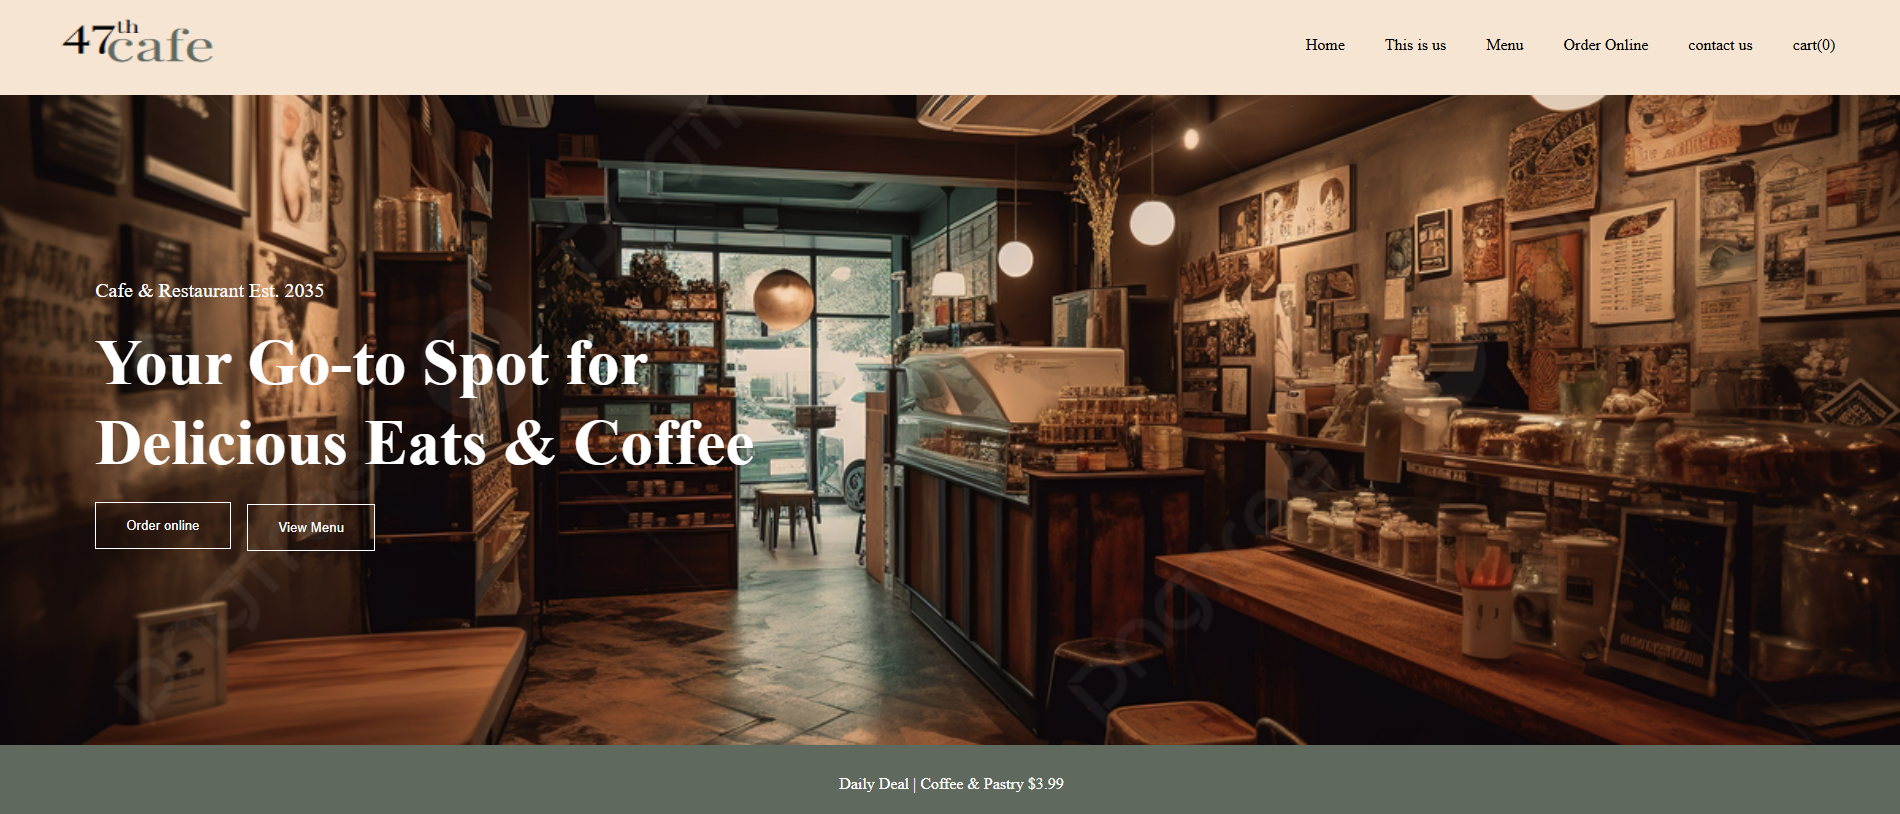 47th cafe
Home This is us Menu Order Online contact us cart(0)
Cafe & Restaurant Est. 2035
Your Go-to Spot for
Delicious Eats & Coffee
Order online View Menu
Daily Deal | Coffee & Pastry $3.99